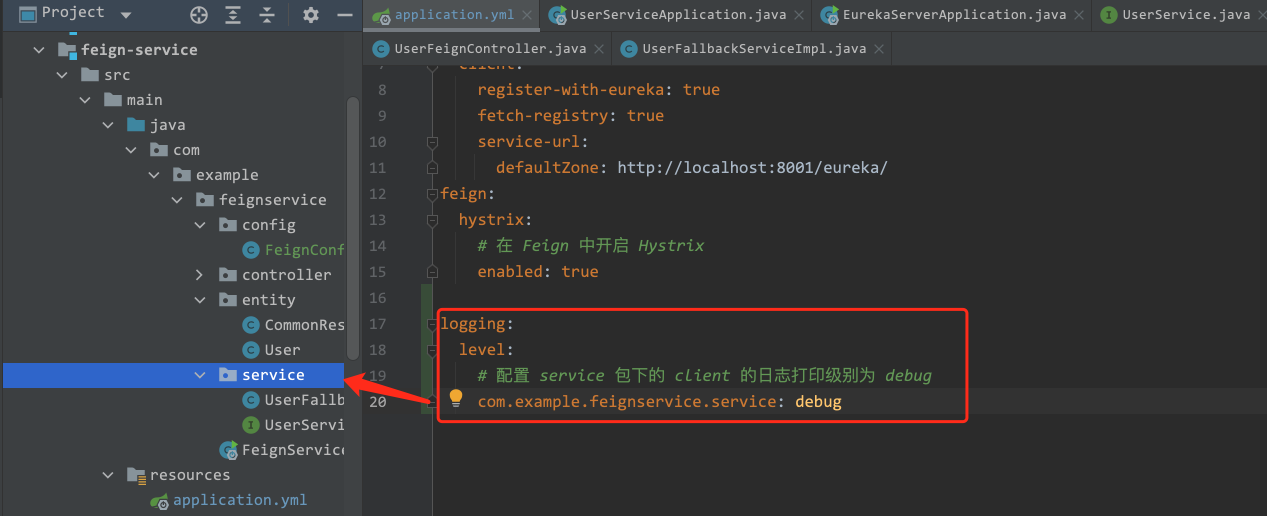 Project
feign-service
src
main
java
com
example
feignservice
config
FeignConf
controller
entity
CommonRes
User
service
UserFallb
UserServi
FeignService
resources
application.yml
application.yml
UserServiceApplication.java
EurekaServerApplication.java
UserService.java
UserFeignController.java
UserFallbackServiceImpl.java
7 client:
8 register-with-eureka: true
9 fetch-registry: true
10 service-url:
11 defaultZone: http://localhost:8001/eureka/
12 feign:
13 hystrix:
14 # 在 Feign 中开启 Hystrix
15 enabled: true
16
17 logging:
18 level:
19 # 配置 service 包下的 client 的日志打印级别为 debug
20 com.example.feignservice.service: debug